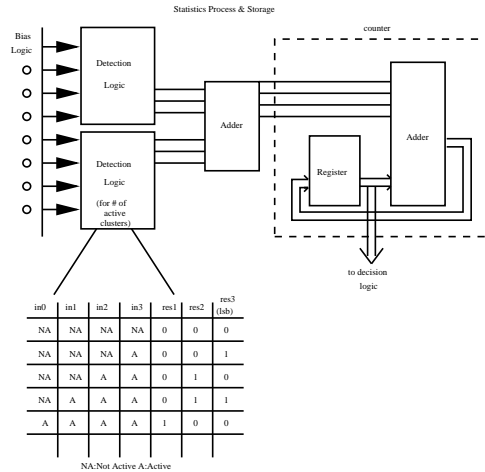 Statistics Process & Storage
counter
Bias
Logic
Detection
Logic
Adder
Adder
Detection
Logic
(for # of
active
clusters)
Register
to decision
logic
in0 in1 in2 in3 res1 res2 res3
(lsb)
NA NA NA NA 0 0 0
NA NA NA A 0 0 1
NA NA A A 0 1 0
NA A A A 0 1 1
A A A A 1 0 0
NA:Not Active A:Active